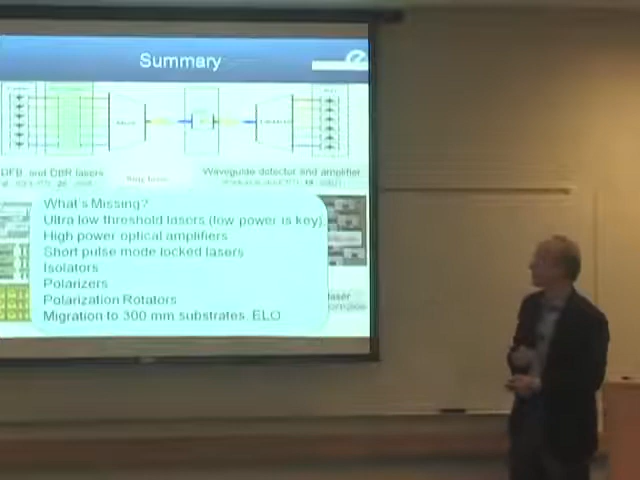 Summary
DFB and DBR lasers
Waveguide detector and amplifier
What's Missing?
Ultra low threshold lasers (low power is key)
High power optical amplifiers
Short pulse mode locked lasers
Isolators
Polarizers
Polarization Rotators
Migration to 300 mm substrates. ELO
laser